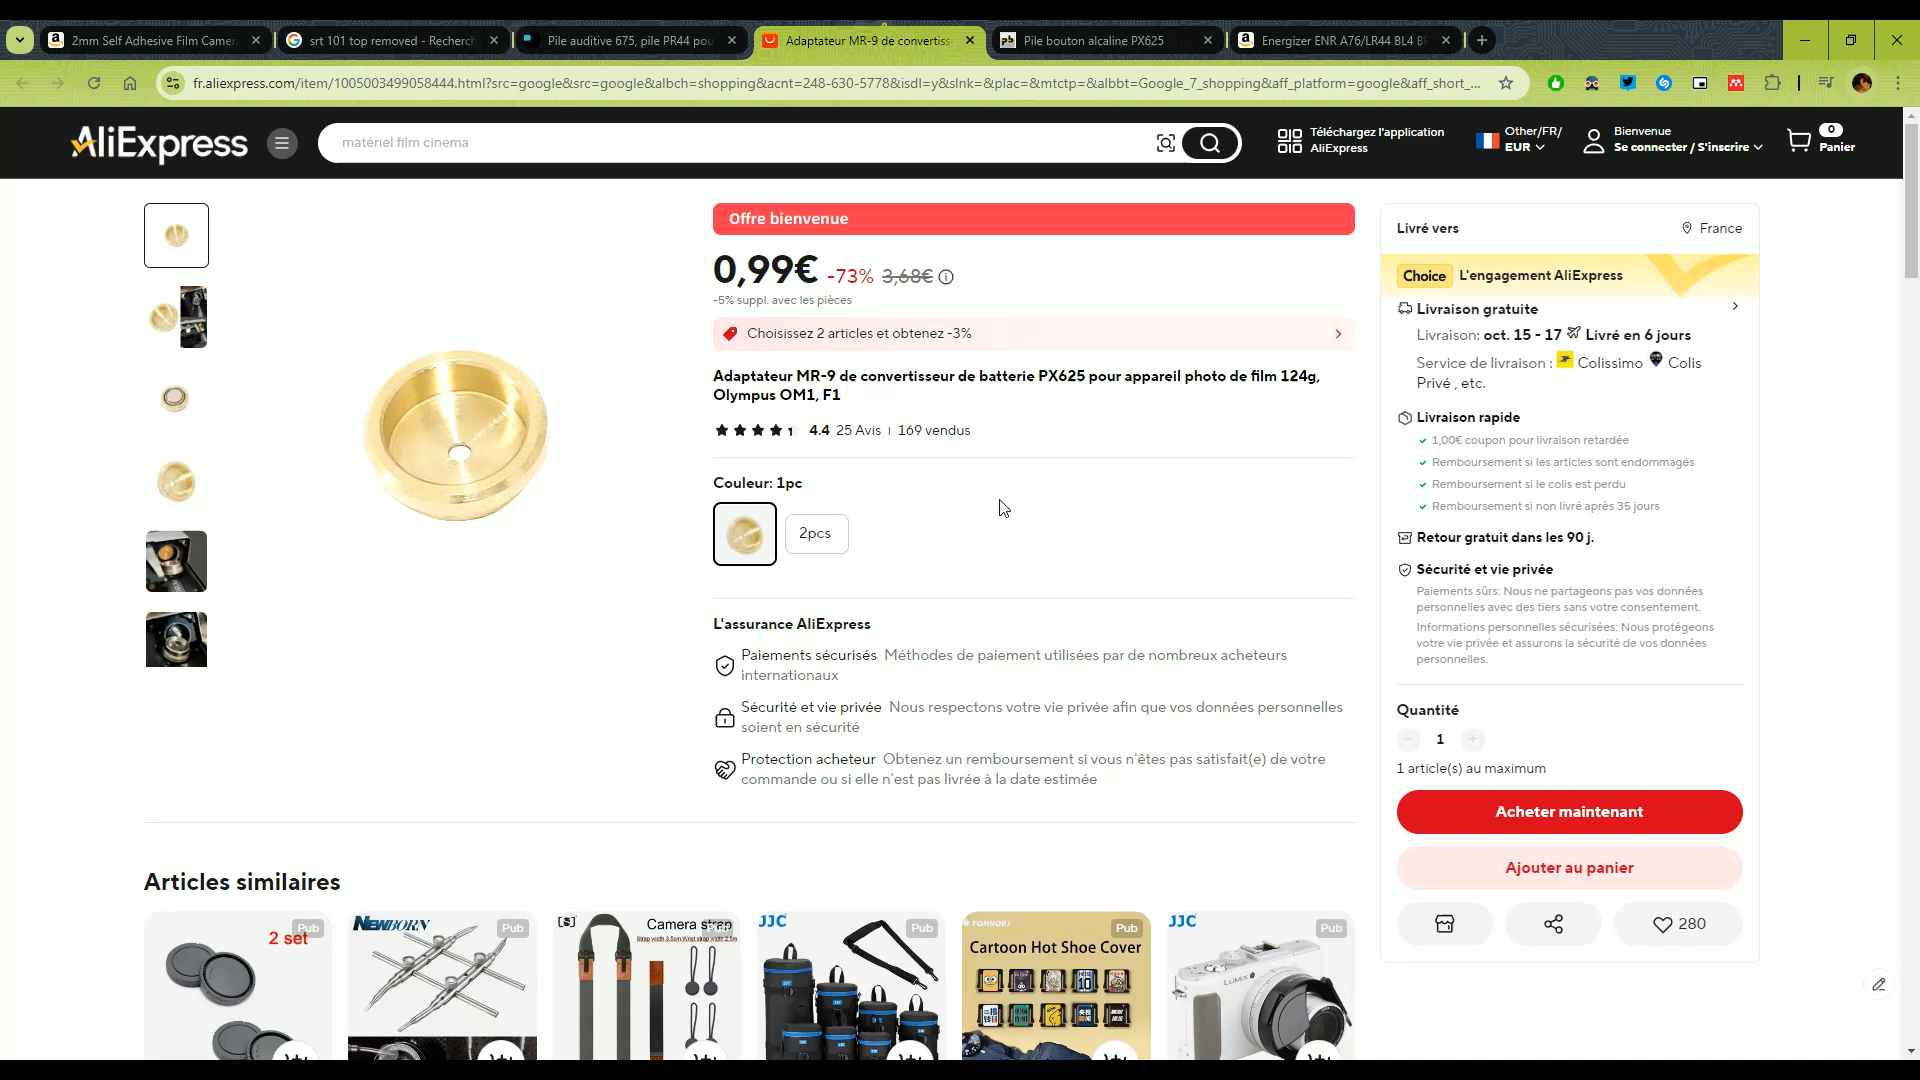 2mm Self Adhesive Film Camer
srt 101 top removed - Recherch
Pile auditive 675, pile PR44 pou
Adaptateur MR-9 de convertiss
Pile bouton alcaline PX625
Energizer ENR A76/LR44 BL4 B
fr.aliexpress.com/item/1005003499058444.html?src=google&src=google&albch=shopping&acnt=248-630-5778&isdl=y&slnk=&plac=&mtctp=&albbt=Google_7_shopping&aff_platform=google&aff_short_...
AliExpress
matériel film cinema
Téléchargez l'application
AliExpress
Other/FR/
EUR
Bienvenue
Se connecter / S'inscrire
0
Panier
Offre bienvenue
0,99€ -73% 3,68€
-5% suppl. avec les pièces
Choisissez 2 articles et obtenez -3%
Adaptateur MR-9 de convertisseur de batterie PX625 pour appareil photo de film 124g,
Olympus OM1, F1
4.4 25 Avis | 169 vendus
Couleur: 1pc
2pcs
L'assurance AliExpress
Paiements sécurisés Méthodes de paiement utilisées par de nombreux acheteurs
internationaux
Sécurité et vie privée Nous respectons votre vie privée afin que vos données personnelles
soient en sécurité
Protection acheteur Obtenez un remboursement si vous n'êtes pas satisfait(e) de votre
commande ou si elle n'est pas livrée à la date estimée
Livré vers
France
Choice L'engagement AliExpress
Livraison gratuite
Livraison: oct. 15 - 17 Livré en 6 jours
Service de livraison : Colissimo Colis
Privé , etc.
Livraison rapide
1,00€ coupon pour livraison retardée
Remboursement si les articles sont endommagés
Remboursement si le colis est perdu
Remboursement si non livré après 35 jours
Retour gratuit dans les 90 j.
Sécurité et vie privée
Paiements sûrs: Nous ne partageons pas vos données
personnelles avec des tiers sans votre consentement.
Informations personnelles sécurisées: Nous protégeons
votre vie privée et assurons la sécurité de vos données
personnelles.
Quantité
1
1 article(s) au maximum
Acheter maintenant
Ajouter au panier
280
Articles similaires
Pub
2 set
NEWBORN
Pub
Camera strap
Pub
JJC
Pub
TONNOKI
Pub
Cartoon Hot Shoe Cover
JJC
Pub
LUMIX